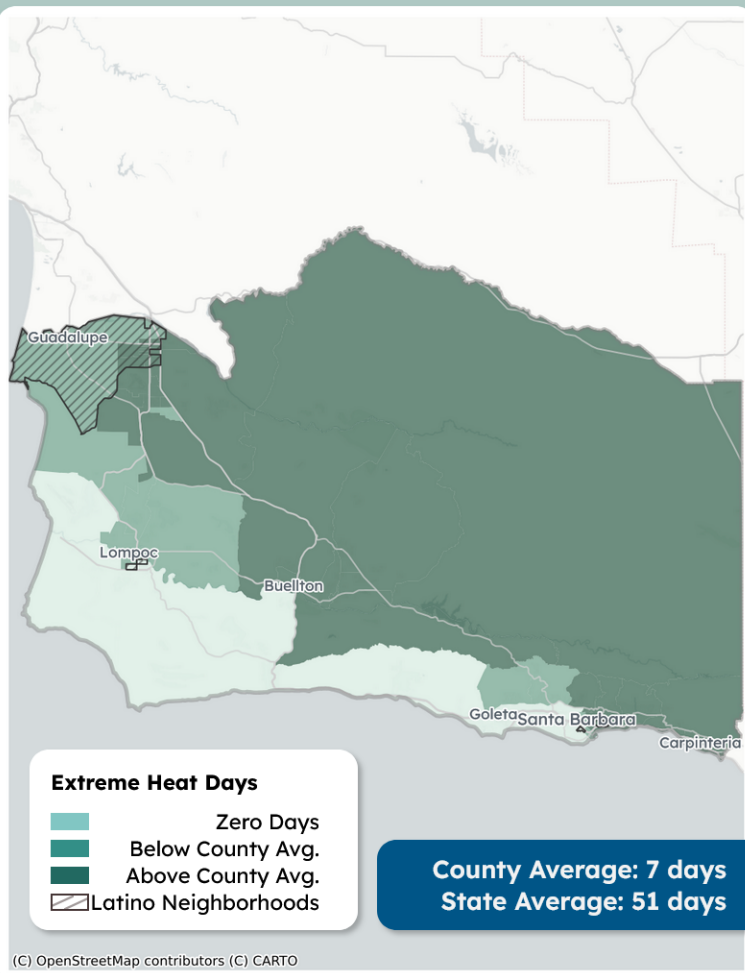 Guadalupe
Lompoc
Buellton
Goleta
Santa Barbara
Carpinteria
Extreme Heat Days
Zero Days
Below County Avg.
Above County Avg.
Latino Neighborhoods
County Average: 7 days
State Average: 51 days
(C) OpenStreetMap contributors (C) CARTO